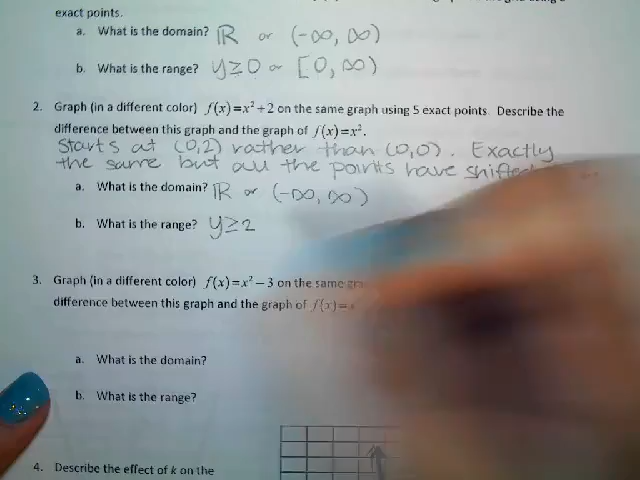 exact points.
a. What is the domain? ℝ or (-∞, ∞)
b. What is the range? y≥0 or [0, ∞)
2. Graph (in a different color) f(x)=x²+2 on the same graph using 5 exact points. Describe the
difference between this graph and the graph of f(x)=x².
Starts at (0,2) rather than (0,0). Exactly
the same but all the points have shifted
a. What is the domain? ℝ or (-∞, ∞)
b. What is the range? y≥2
3. Graph (in a different color) f(x)=x²−3 on the same
difference between this graph and the graph of f(x)=
a. What is the domain?
b. What is the range?
4. Describe the effect of k on the